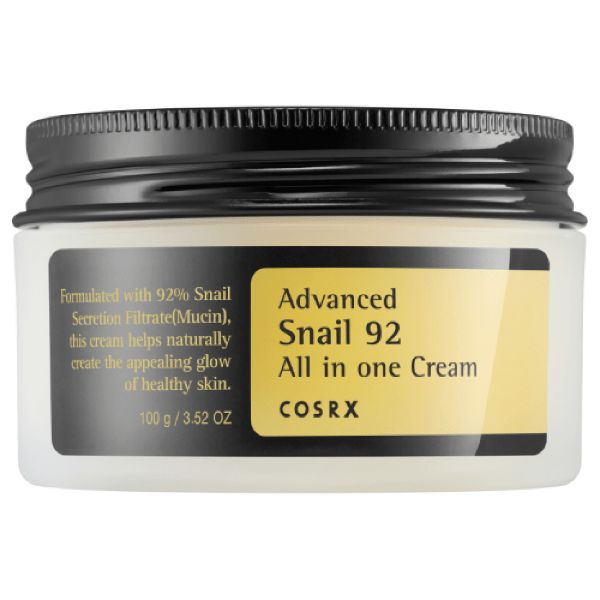 Formulated with 92% Snail
Secretion Filtrate(Mucin),
this cream helps naturally
create the appealing glow
of healthy skin.
100 g / 3.52 OZ
Advanced
Snail 92
All in one Cream
COSRX